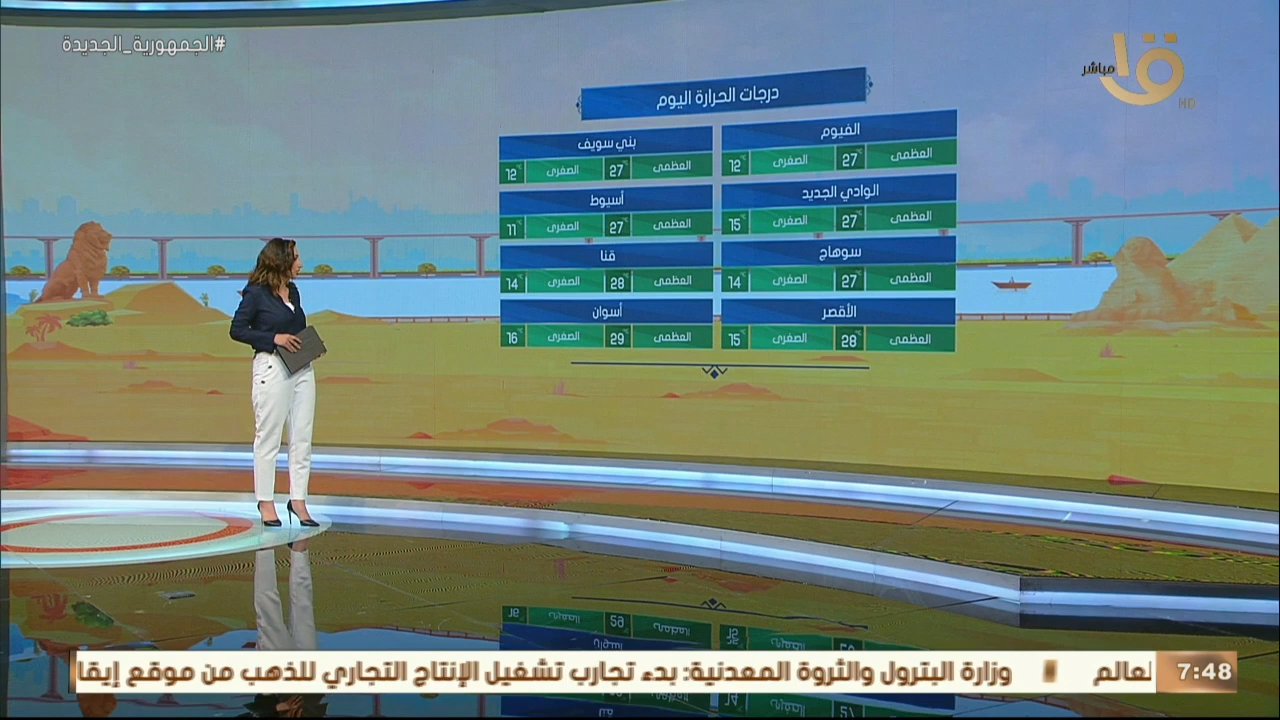 #الجمهورية_الجديدة
مباشر
HD
درجات الحرارة اليوم
الفيوم
العظمى 27 الصغرى 12
بني سويف
العظمى 27 الصغرى 12
الوادي الجديد
العظمى 27 الصغرى 15
أسيوط
العظمى 27 الصغرى 11
سوهاج
العظمى 27 الصغرى 14
قنا
العظمى 28 الصغرى 14
الأقصر
العظمى 28 الصغرى 15
أسوان
العظمى 29 الصغرى 16
7:48
لعالم وزارة البترول والثروة المعدنية: بدء تجارب تشغيل الإنتاج التجاري للذهب من موقع إيقا